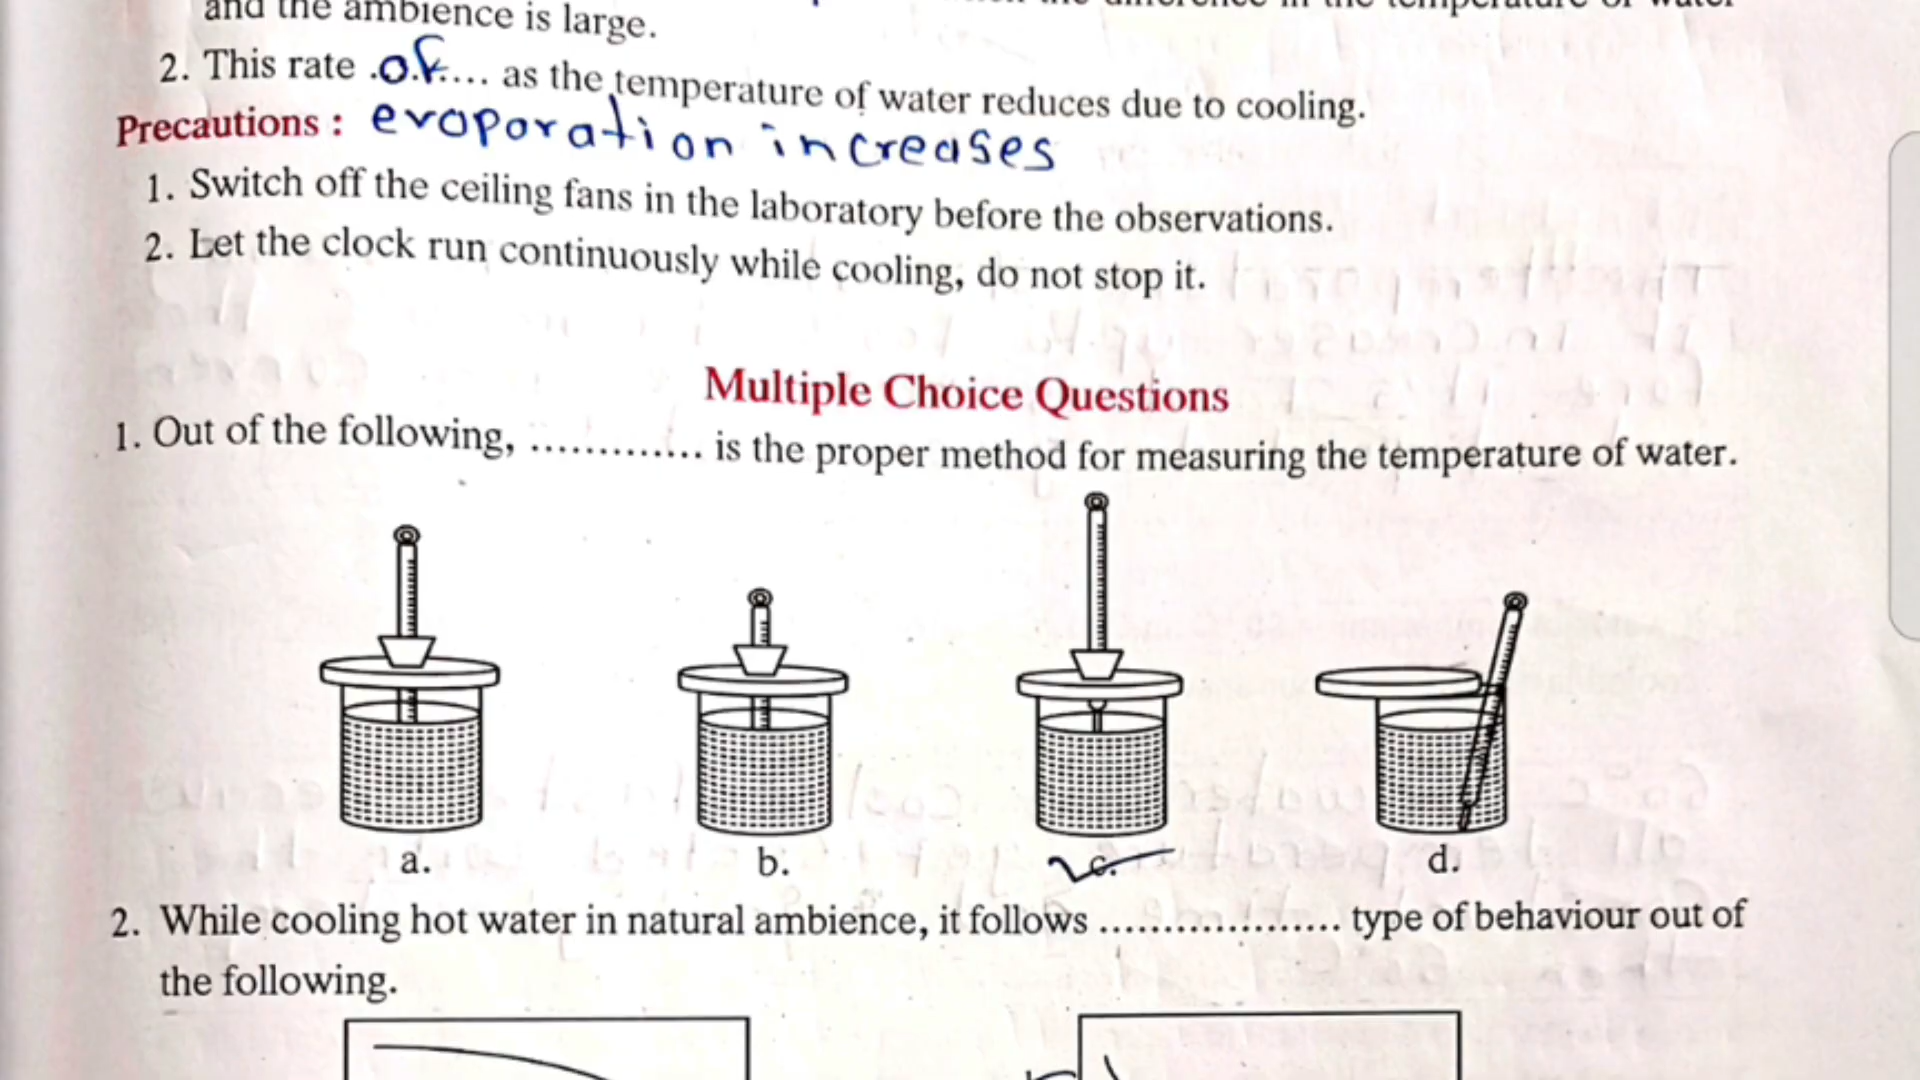 and the ambience is large.
2. This rate .of.... as the temperature of water reduces due to cooling.
Precautions : evoporation increases
1. Switch off the ceiling fans in the laboratory before the observations.
2. Let the clock run continuously while cooling, do not stop it.
Multiple Choice Questions
1. Out of the following, ............. is the proper method for measuring the temperature of water.
a. b. c. d.
2. While cooling hot water in natural ambience, it follows ................... type of behaviour out of
the following.